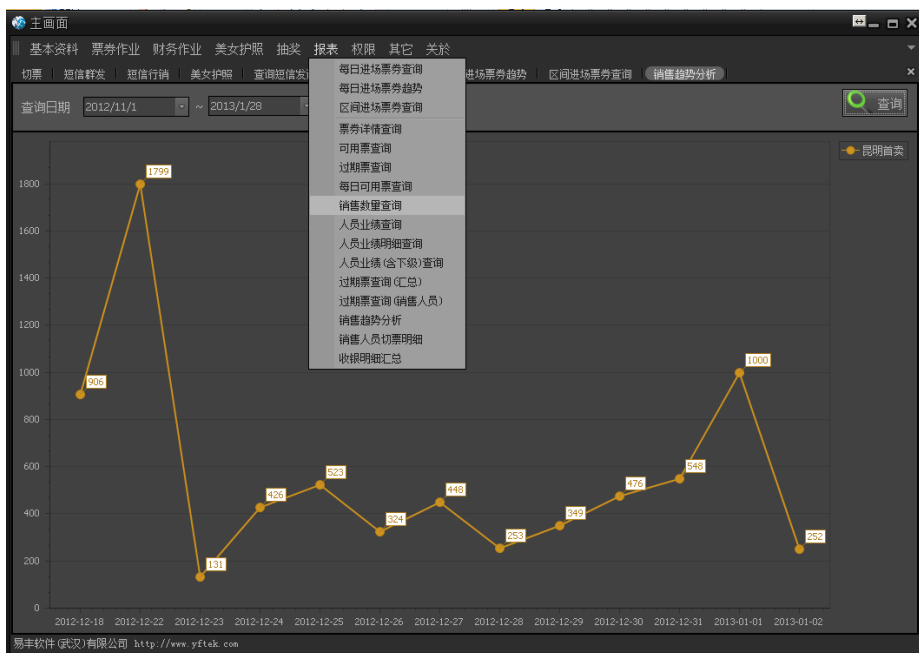 主画面
基本资料 票券作业 财务作业 美女护照 抽奖 报表 权限 其它 关於
切票 短信群发 短信行销 美女护照 查询短信发 进场票券趋势 区间进场票券查询 销售趋势分析
查询日期 2012/11/1 ~ 2013/1/28 查询
每日进场票券查询
每日进场票券趋势
区间进场票券查询
票券详情查询
可用票查询
过期票查询
每日可用票查询
销售数量查询
人员业绩查询
人员业绩明细查询
人员业绩(含下级)查询
过期票查询(汇总)
过期票查询(销售人员)
销售趋势分析
销售人员切票明细
收银明细汇总
昆明首卖
1800
1600
1400
1200
1000
800
600
400
200
0
906
1799
131
426
523
324
448
253
349
476
548
1000
252
2012-12-18 2012-12-22 2012-12-23 2012-12-24 2012-12-25 2012-12-26 2012-12-27 2012-12-28 2012-12-29 2012-12-30 2012-12-31 2013-01-01 2013-01-02
易丰软件(武汉)有限公司 http://www.yftek.com